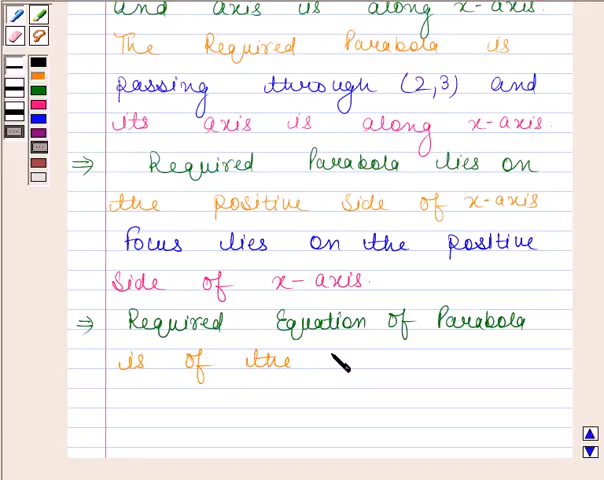 and axis is along x-axis.
The Required Parabola is
passing through (2,3) and
its axis is along x-axis.
⇒ Required Parabola lies on
the positive side of x-axis
focus lies on the positive
side of x-axis.
⇒ Required Equation of Parabola
is of the